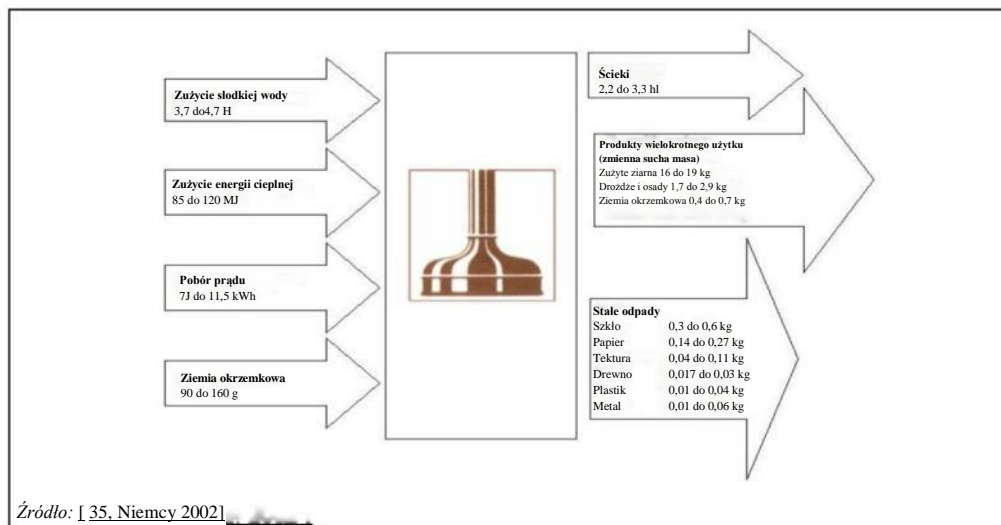 Zużycie słodkiej wody
3,7 do4,7 H
Zużycie energii cieplnej
85 do 120 MJ
Pobór prądu
7J do 11,5 kWh
Ziemia okrzemkowa
90 do 160 g
Ścieki
2,2 do 3,3 hl
Produkty wielokrotnego użytku
(zmienna sucha masa)
Zużyte ziarna 16 do 19 kg
Drożdże i osady 1,7 do 2,9 kg
Ziemia okrzemkowa 0,4 do 0,7 kg
Stałe odpady
Szkło 0,3 do 0,6 kg
Papier 0,14 do 0,27 kg
Tektura 0,04 do 0,11 kg
Drewno 0,017 do 0,03 kg
Plastik 0,01 do 0,04 kg
Metal 0,01 do 0,06 kg
Źródło: [ 35, Niemcy 2002]